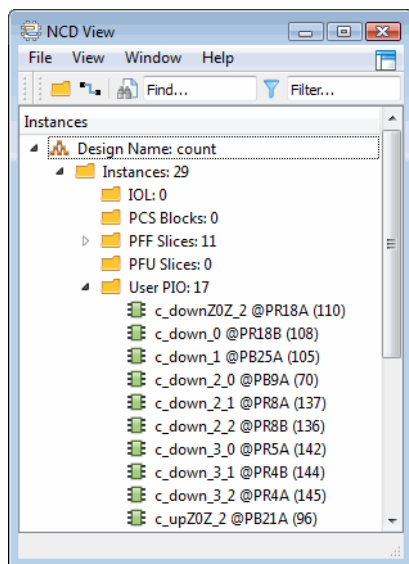 NCD View
File View Window Help
Find... Filter...
Instances
Design Name: count
Instances: 29
IOL: 0
PCS Blocks: 0
PFF Slices: 11
PFU Slices: 0
User PIO: 17
c_downZ0Z_2 @PR18A (110)
c_down_0 @PR18B (108)
c_down_1 @PB25A (105)
c_down_2_0 @PB9A (70)
c_down_2_1 @PR8A (137)
c_down_2_2 @PR8B (136)
c_down_3_0 @PR5A (142)
c_down_3_1 @PR4B (144)
c_down_3_2 @PR4A (145)
c_upZ0Z_2 @PB21A (96)